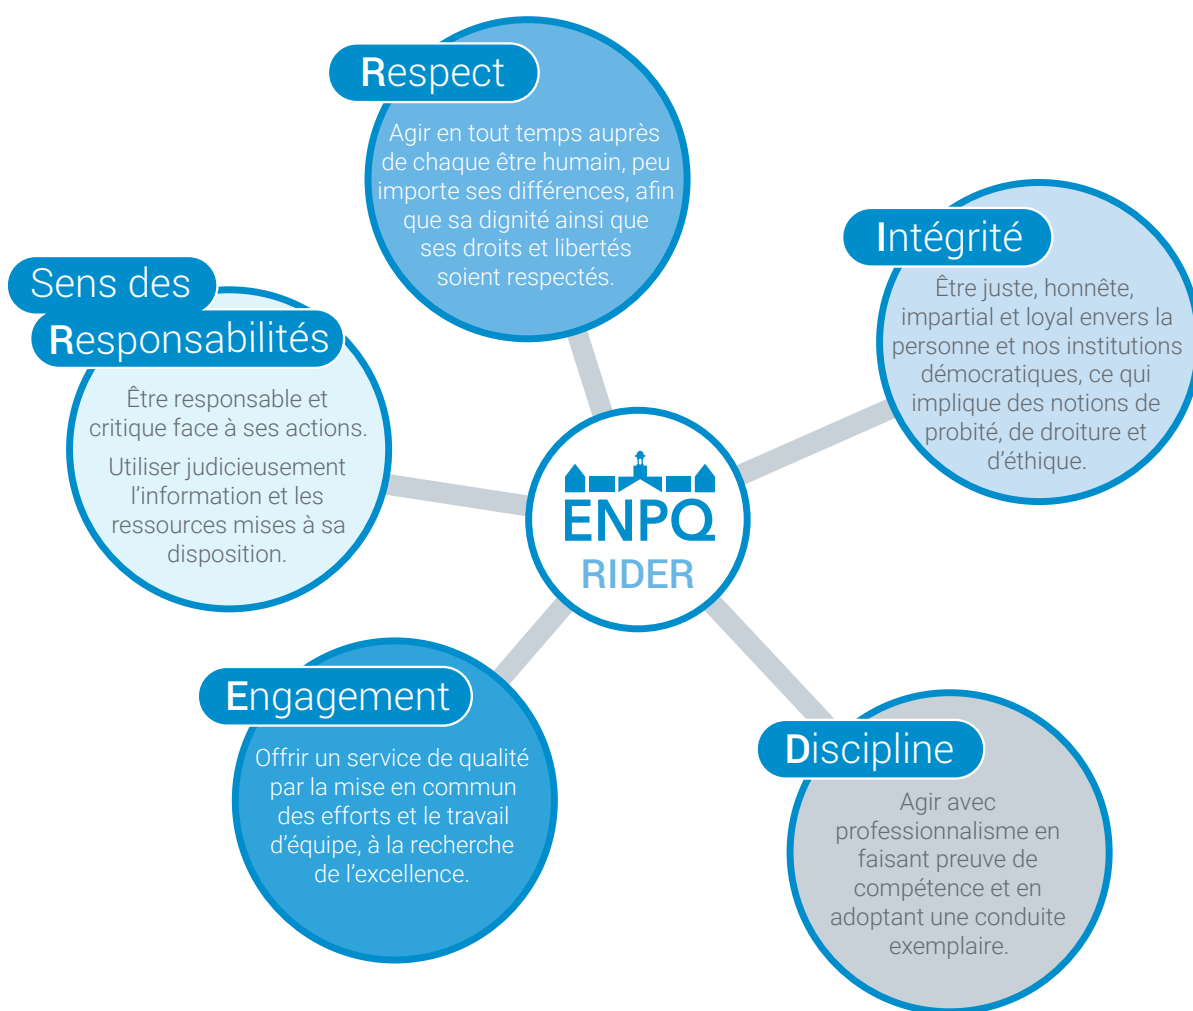 Respect
Agir en tout temps auprès
de chaque être humain, peu
importe ses différences, afin
que sa dignité ainsi que
ses droits et libertés
soient respectés.
Intégrité
Être juste, honnête,
impartial et loyal envers la
personne et nos institutions
démocratiques, ce qui
implique des notions de
probité, de droiture et
d'éthique.
Discipline
Agir avec
professionnalisme en
faisant preuve de
compétence et en
adoptant une conduite
exemplaire.
Engagement
Offrir un service de qualité
par la mise en commun
des efforts et le travail
d'équipe, à la recherche
de l'excellence.
Sens des
Responsabilités
Être responsable et
critique face à ses actions.
Utiliser judicieusement
l'information et les
ressources mises à sa
disposition.
ENPQ
RIDER